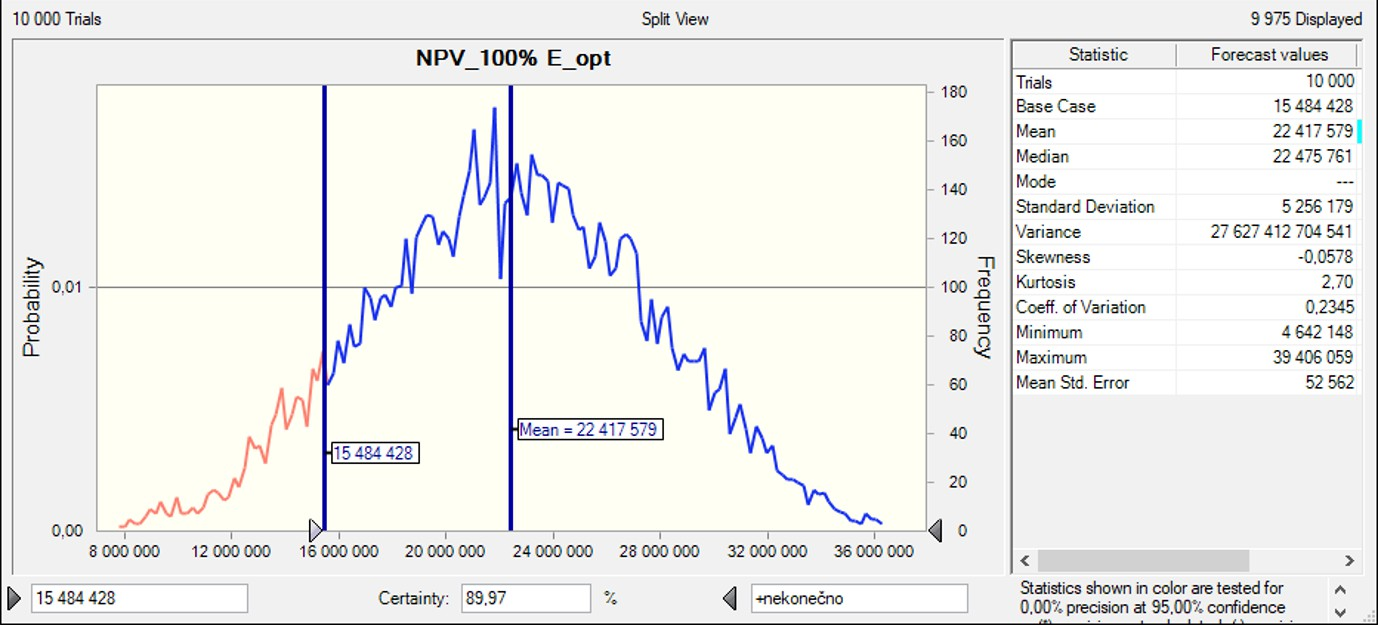 10 000 Trials
Split View
9 975 Displayed
NPV_100% E_opt
Probability
0,01
0,00
180
160
140
120
100
80
60
40
20
0
Frequency
15 484 428
Mean = 22 417 579
8 000 000 12 000 000 16 000 000 20 000 000 24 000 000 28 000 000 32 000 000 36 000 000
Statistic Forecast values
Trials 10 000
Base Case 15 484 428
Mean 22 417 579
Median 22 475 761
Mode ---
Standard Deviation 5 256 179
Variance 27 627 412 704 541
Skewness -0,0578
Kurtosis 2,70
Coeff. of Variation 0,2345
Minimum 4 642 148
Maximum 39 406 059
Mean Std. Error 52 562
15 484 428 Certainty: 89,97 % +nekonečno
Statistics shown in color are tested for
0,00% precision at 95,00% confidence